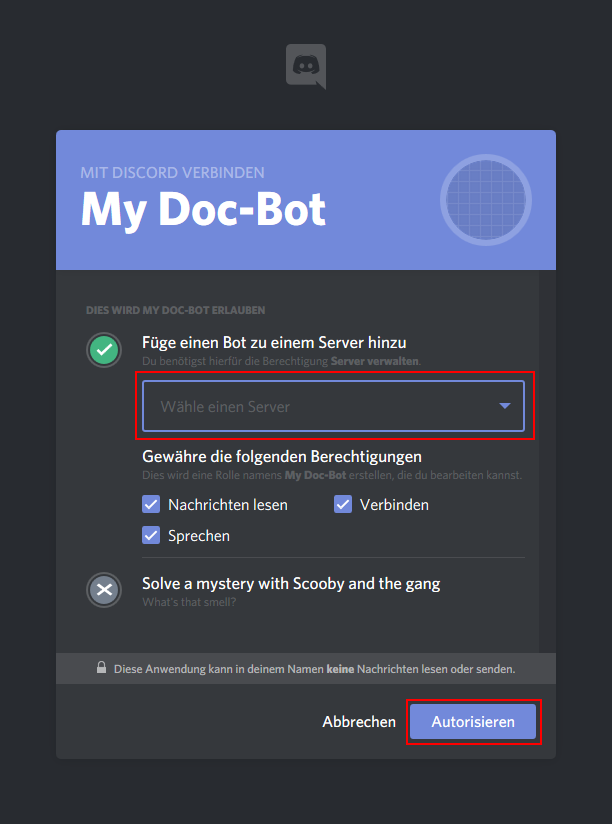 MIT DISCORD VERBINDEN
My Doc-Bot
DIES WIRD MY DOC-BOT ERLAUBEN
Füge einen Bot zu einem Server hinzu
Du benötigst hierfür die Berechtigung Server verwalten.
Wähle einen Server
Gewähre die folgenden Berechtigungen
Dies wird eine Rolle namens My Doc-Bot erstellen, die du bearbeiten kannst.
Nachrichten lesen Verbinden
Sprechen
Solve a mystery with Scooby and the gang
What's that smell?
Diese Anwendung kann in deinem Namen keine Nachrichten lesen oder senden.
Abbrechen Autorisieren